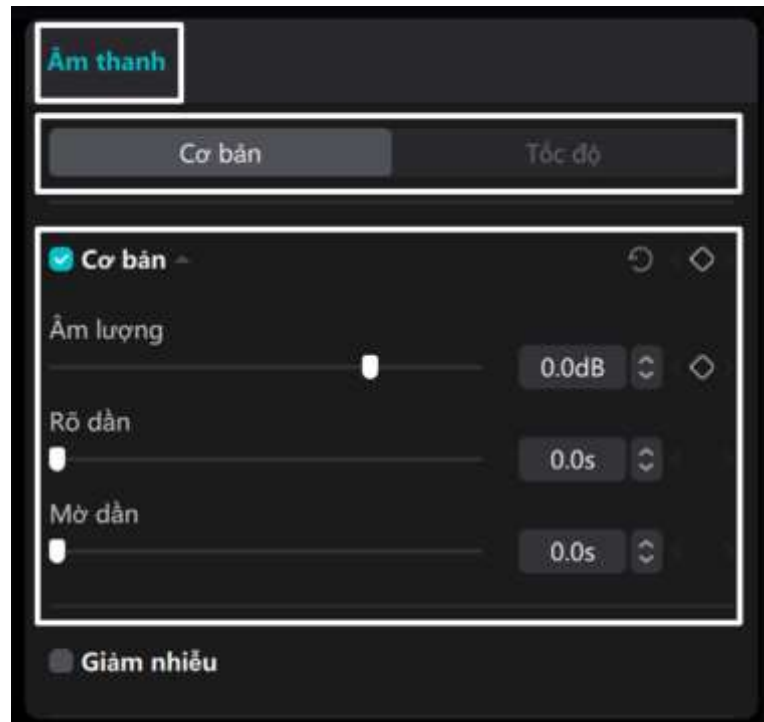 Âm thanh
Cơ bản Tốc độ
Cơ bản
Âm lượng
0.0dB
Rõ dần
0.0s
Mờ dần
0.0s
Giảm nhiễu